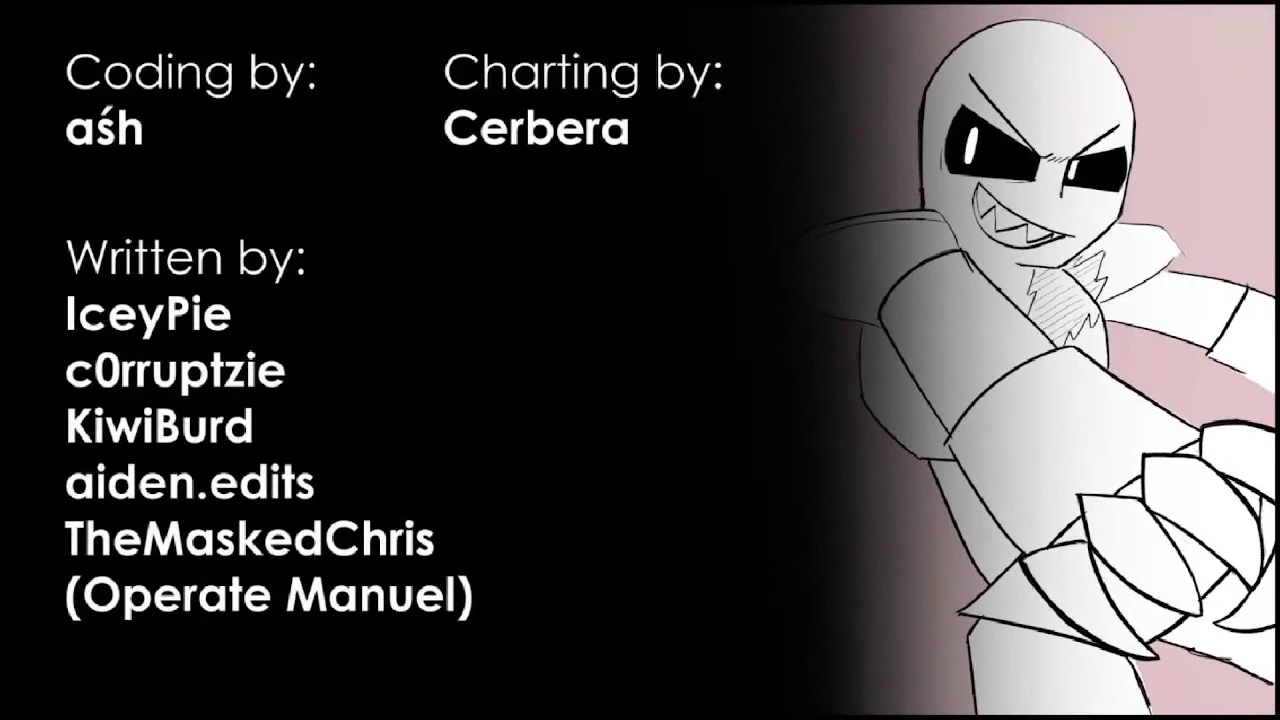 Coding by:
aśh
Charting by:
Cerbera
Written by:
IceyPie
c0rruptzie
KiwiBurd
aiden.edits
TheMaskedChris
(Operate Manuel)